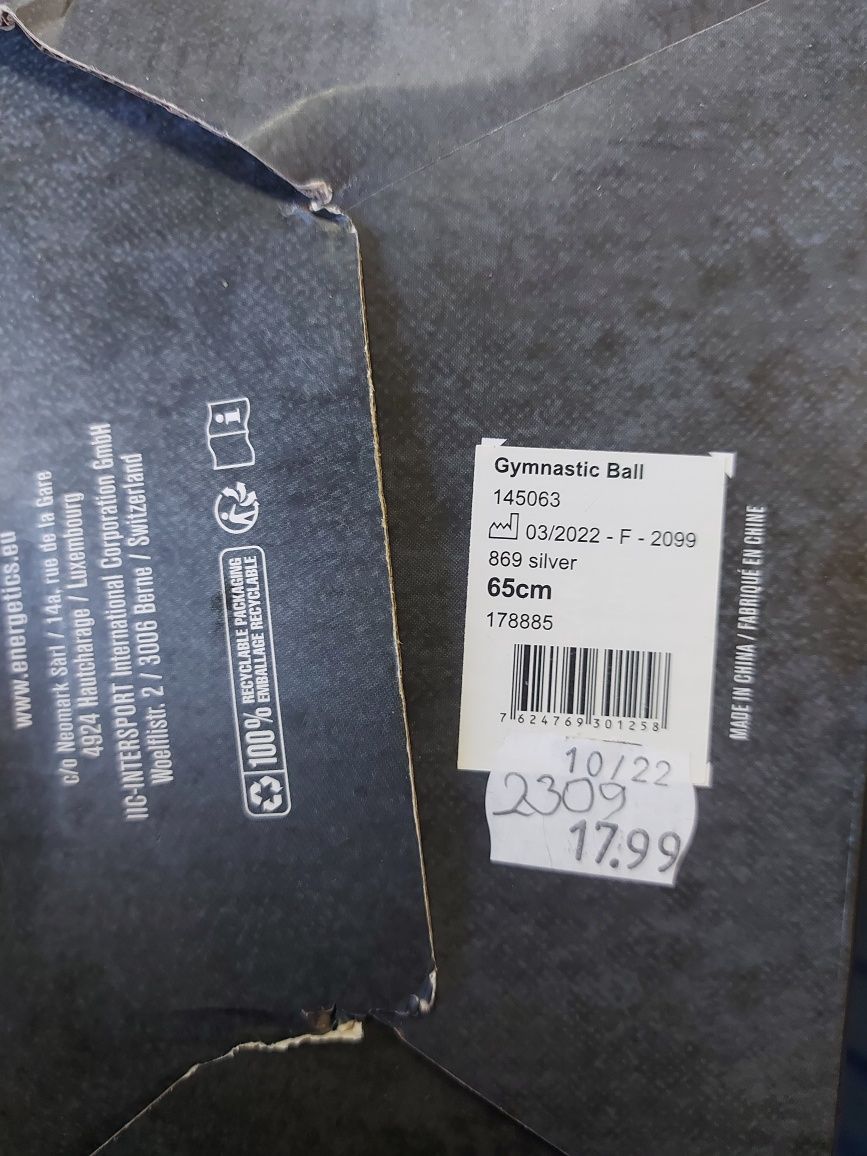 www.energetics.eu
c/o Neomark Sàrl / 14a, rue de la Gare
4924 Hautcharage / Luxembourg
IIC-INTERSPORT International Corporation GmbH
Woelflistr. 2 / 3006 Berne / Switzerland
100% RECYCLABLE PACKAGING
EMBALLAGE RECYCLABLE
Gymnastic Ball
145063
03/2022 - F - 2099
869 silver
65cm
178885
7 624769 301258
10/22
2309
17.99
MADE IN CHINA / FABRIQUÉ EN CHINE